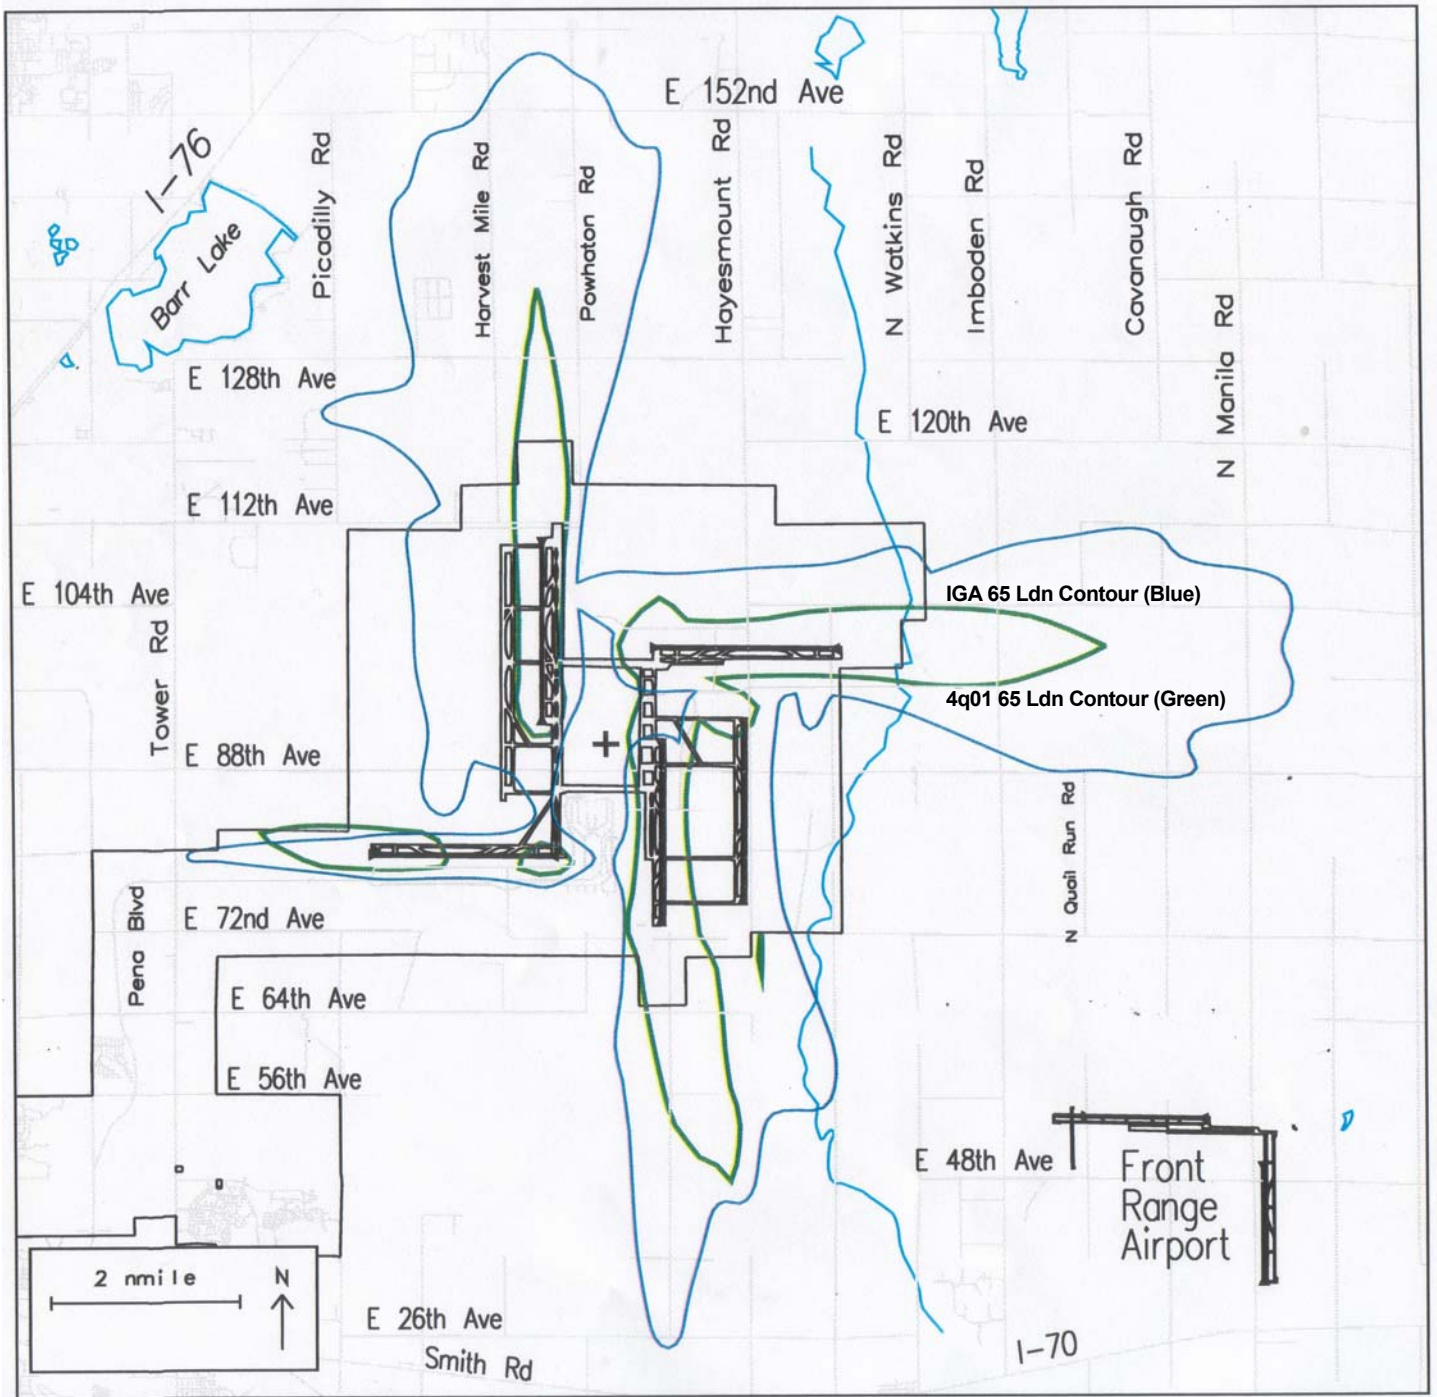 E 152nd Ave
I-76
Barr Lake
Picadilly Rd
Harvest Mile Rd
Powhaton Rd
Hayesmount Rd
N Watkins Rd
Imboden Rd
Cavanaugh Rd
N Manila Rd
E 128th Ave
E 120th Ave
E 112th Ave
E 104th Ave
IGA 65 Ldn Contour (Blue)
Tower Rd
4q01 65 Ldn Contour (Green)
E 88th Ave
N Quail Run Rd
Pena Blvd
E 72nd Ave
E 64th Ave
E 56th Ave
E 48th Ave
Front
Range
Airport
2 nmile
N
E 26th Ave
Smith Rd
I-70